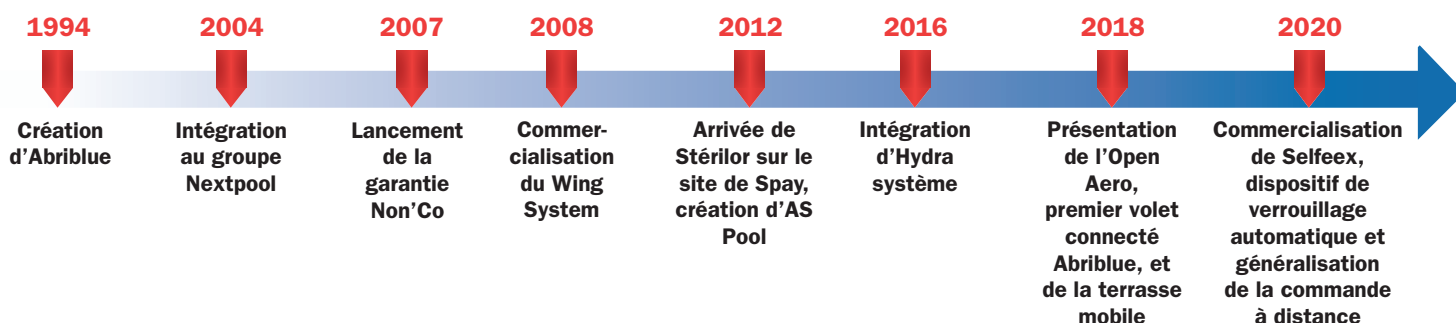 1994
Création
d’Abriblue
2004
Intégration
au groupe
Nextpool
2007
Lancement
de la
garantie
Non’Co
2008
Commer-
cialisation
du Wing
System
2012
Arrivée de
Stérilor sur le
site de Spay,
création d’AS
Pool
2016
Intégration
d’Hydra
système
2018
Présentation
de l’Open
Aero,
premier volet
connecté
Abriblue, et
de la terrasse
mobile
2020
Commercialisation
de Selfeex,
dispositif de
verrouillage
automatique et
généralisation
de la commande
à distance